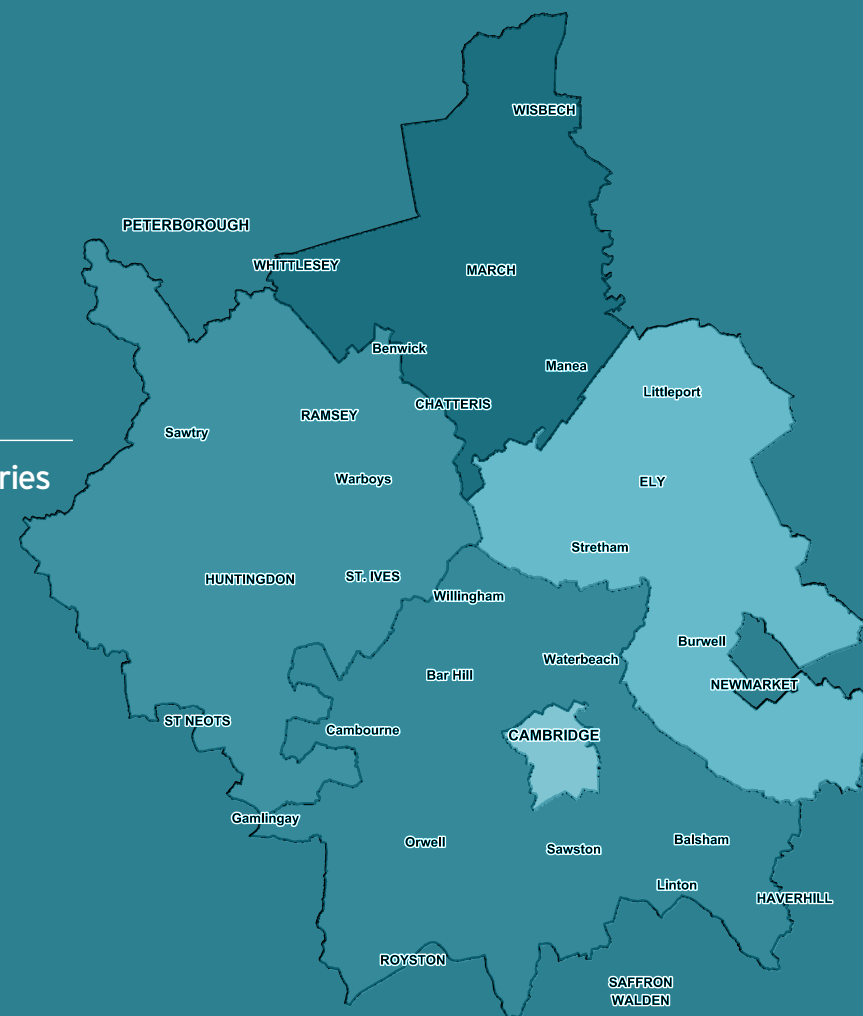 WISBECH
PETERBOROUGH
WHITTLESEY
MARCH
Benwick
Manea
Littleport
CHATTERIS
RAMSEY
Sawtry
ries
Warboys
ELY
Stretham
HUNTINGDON
ST. IVES
Willingham
Burwell
Waterbeach
Bar Hill
NEWMARKET
ST NEOTS
Cambourne
CAMBRIDGE
Gamlingay
Orwell
Sawston
Balsham
Linton
HAVERHILL
ROYSTON
SAFFRON
WALDEN